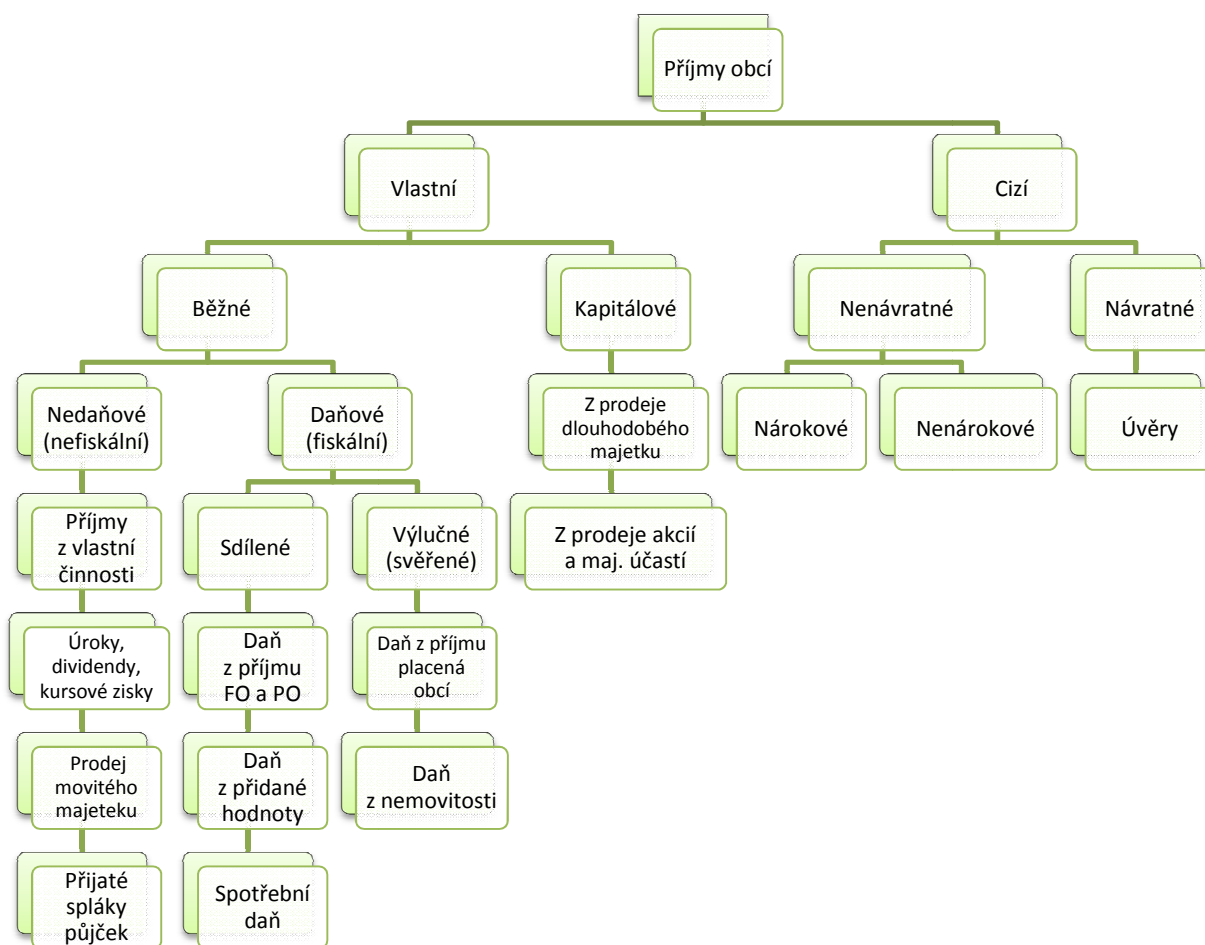 Příjmy obcí
Vlastní
Cizí
Běžné
Kapitálové
Nenávratné
Návratné
Nedaňové
(nefiskální)
Daňové
(fiskální)
Z prodeje
dlouhodobého
majetku
Nárokové
Nenárokové
Úvěry
Příjmy
z vlastní
činnosti
Sdílené
Výlučné
(svěřené)
Z prodeje akcií
a maj. účastí
Úroky,
dividendy,
kursové zisky
Daň
z příjmu
FO a PO
Daň z příjmu
placená
obcí
Prodej
movitého
majeteku
Daň
z přidané
hodnoty
Daň
z nemovitosti
Přijaté
spláky
půjček
Spotřební
daň